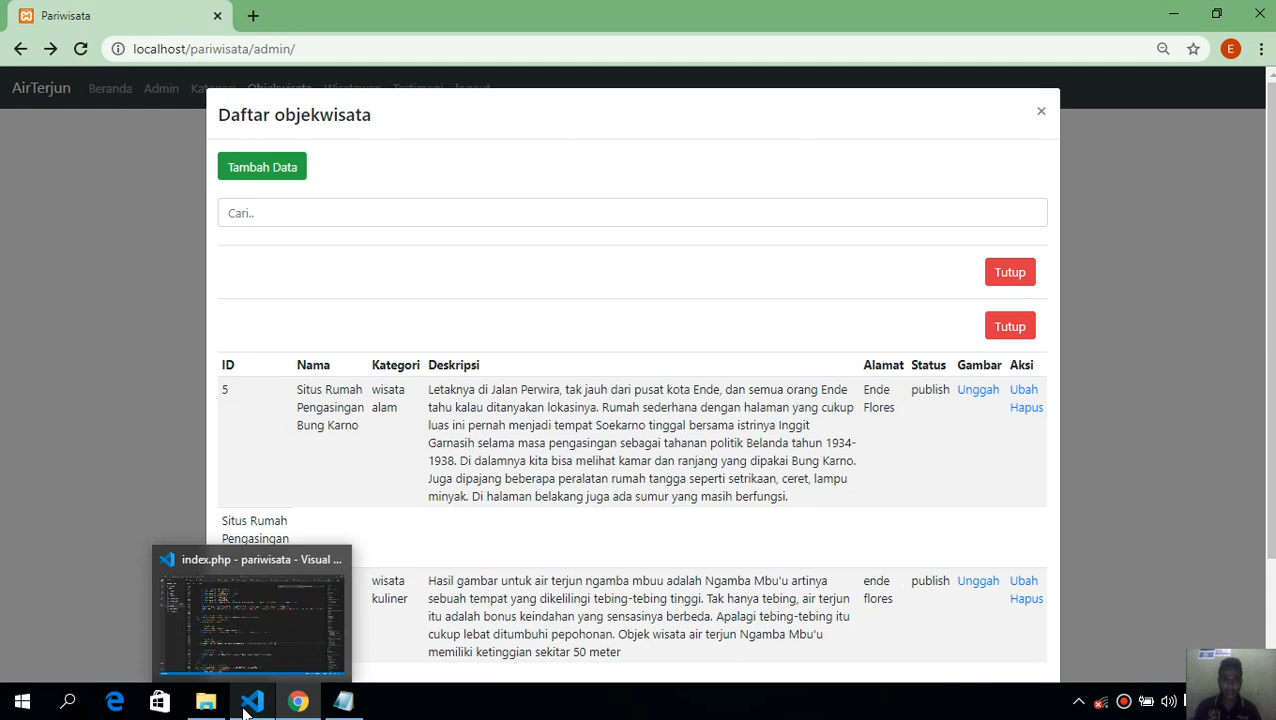 Pariwisata
localhost/pariwisata/admin/
E
AirTerjun Beranda Admin Kategori Objekwisata Wisatawan Testimoni logout
Daftar objekwisata
×
Tambah Data
Cari..
Tutup
Tutup
ID Nama Kategori Deskripsi Alamat Status Gambar Aksi
5 Situs Rumah wisata Letaknya di Jalan Perwira, tak jauh dari pusat kota Ende, dan semua orang Ende Ende publish Unggah Ubah
Pengasingan alam tahu kalau ditanyakan lokasinya. Rumah sederhana dengan halaman yang cukup Flores Hapus
Bung Karno luas ini pernah menjadi tempat Soekarno tinggal bersama istrinya Inggit
Garnasih selama masa pengasingan sebagai tahanan politik Belanda tahun 1934-
1938. Di dalamnya kita bisa melihat kamar dan ranjang yang dipakai Bung Karno.
Juga dipajang beberapa peralatan rumah tangga seperti setrikaan, ceret, lampu
minyak. Di halaman belakang juga ada sumur yang masih berfungsi.
Situs Rumah
Pengasingan
index.php - pariwisata - Visual ...
wisata Hasil gambar untuk air terjun ngamba mbuu adalah Ngamba Mbu'u artinya ende publish Unggah Ubah
kuliner sebuah tempat yang dikelilingi tebing-tebing tinggi. Tak hanya tebing, air terjun flores Hapus
itu adalah bonus keindahan yang sensasinya berbeda. Apalagi tebing-tebing itu
cukup lebat ditumbuhi pepohonan. Objek wisata air terjun Ngamba Mbu'u
memiliki ketinggian sekitar 50 meter